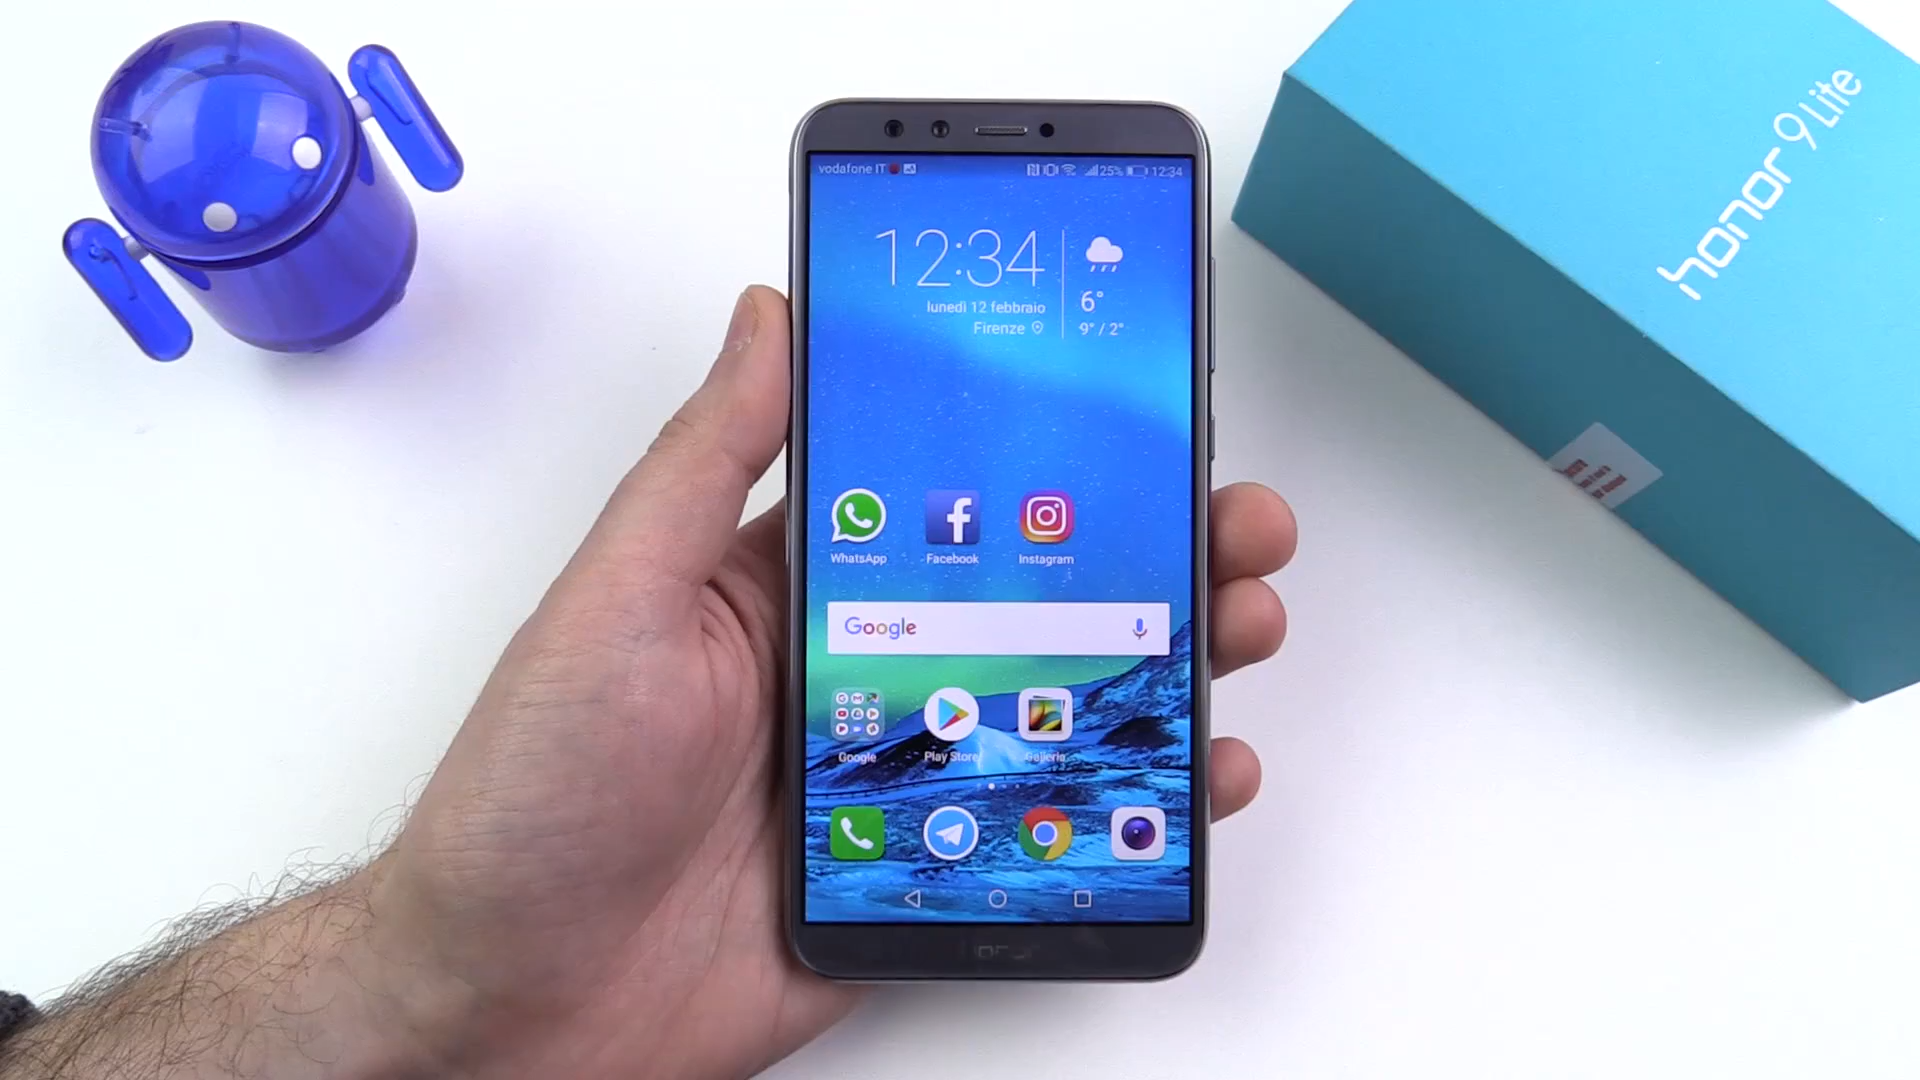 honor 9 Lite
vodafone IT 25% 12:34
12:34
lunedì 12 febbraio
Firenze
6°
9° / 2°
WhatsApp Facebook Instagram
Google
Google Play Store Galleria
honor